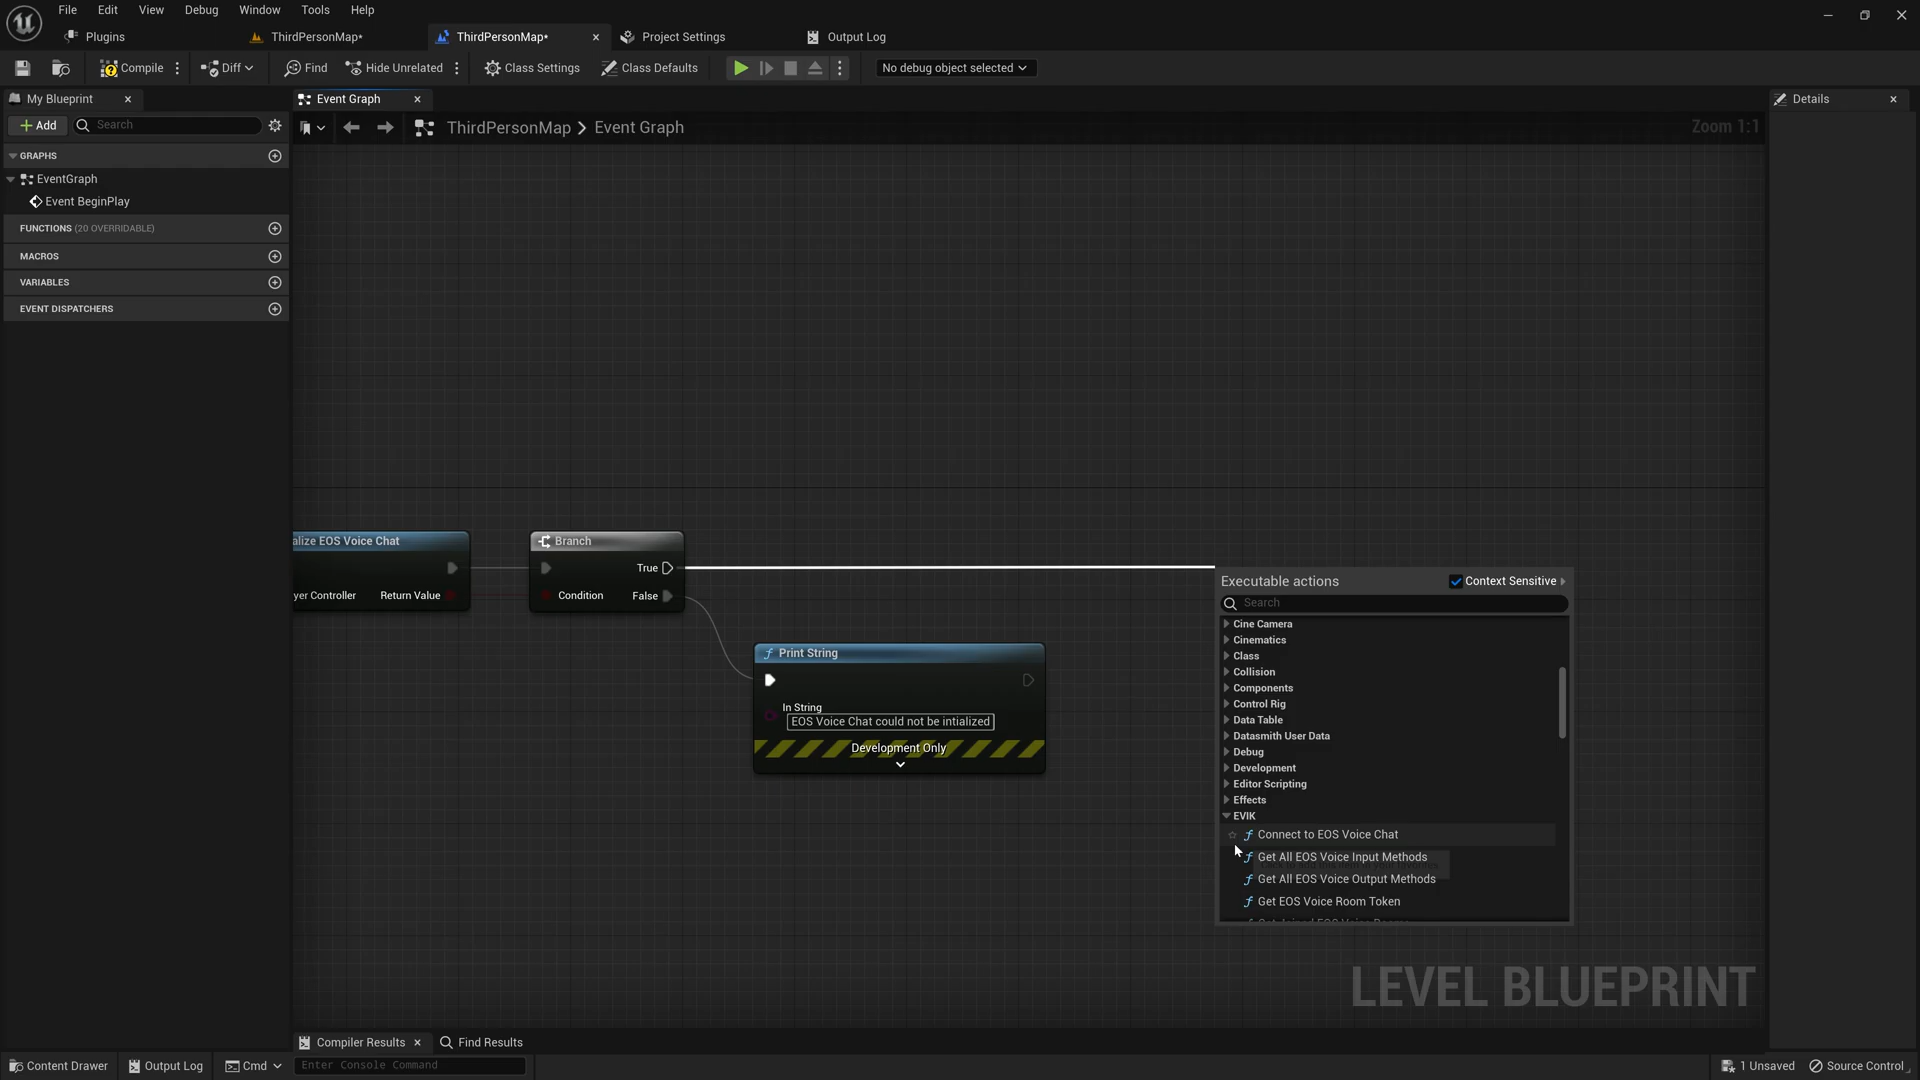 File Edit View Debug Window Tools Help
Plugins ThirdPersonMap* ThirdPersonMap* Project Settings Output Log
Compile Diff Find Hide Unrelated Class Settings Class Defaults No debug object selected
My Blueprint Event Graph Details
Add Search ThirdPersonMap > Event Graph Zoom 1:1
GRAPHS
EventGraph
Event BeginPlay
FUNCTIONS (20 OVERRIDABLE)
MACROS
VARIABLES
EVENT DISPATCHERS
alize EOS Voice Chat
yer Controller Return Value
Branch
True
Condition False
Print String
In String
EOS Voice Chat could not be intialized
Development Only
Executable actions Context Sensitive
Search
Cine Camera
Cinematics
Class
Collision
Components
Control Rig
Data Table
Datasmith User Data
Debug
Development
Editor Scripting
Effects
EVIK
Connect to EOS Voice Chat
Get All EOS Voice Input Methods
Get All EOS Voice Output Methods
Get EOS Voice Room Token
LEVEL BLUEPRINT
Compiler Results Find Results
Content Drawer Output Log Cmd Enter Console Command 1 Unsaved Source Control